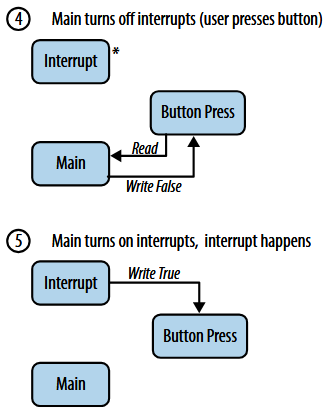 4 Main turns off interrupts (user presses button)
Interrupt *
Button Press
Read
Main
Write False
5 Main turns on interrupts, interrupt happens
Write True
Interrupt
Button Press
Main